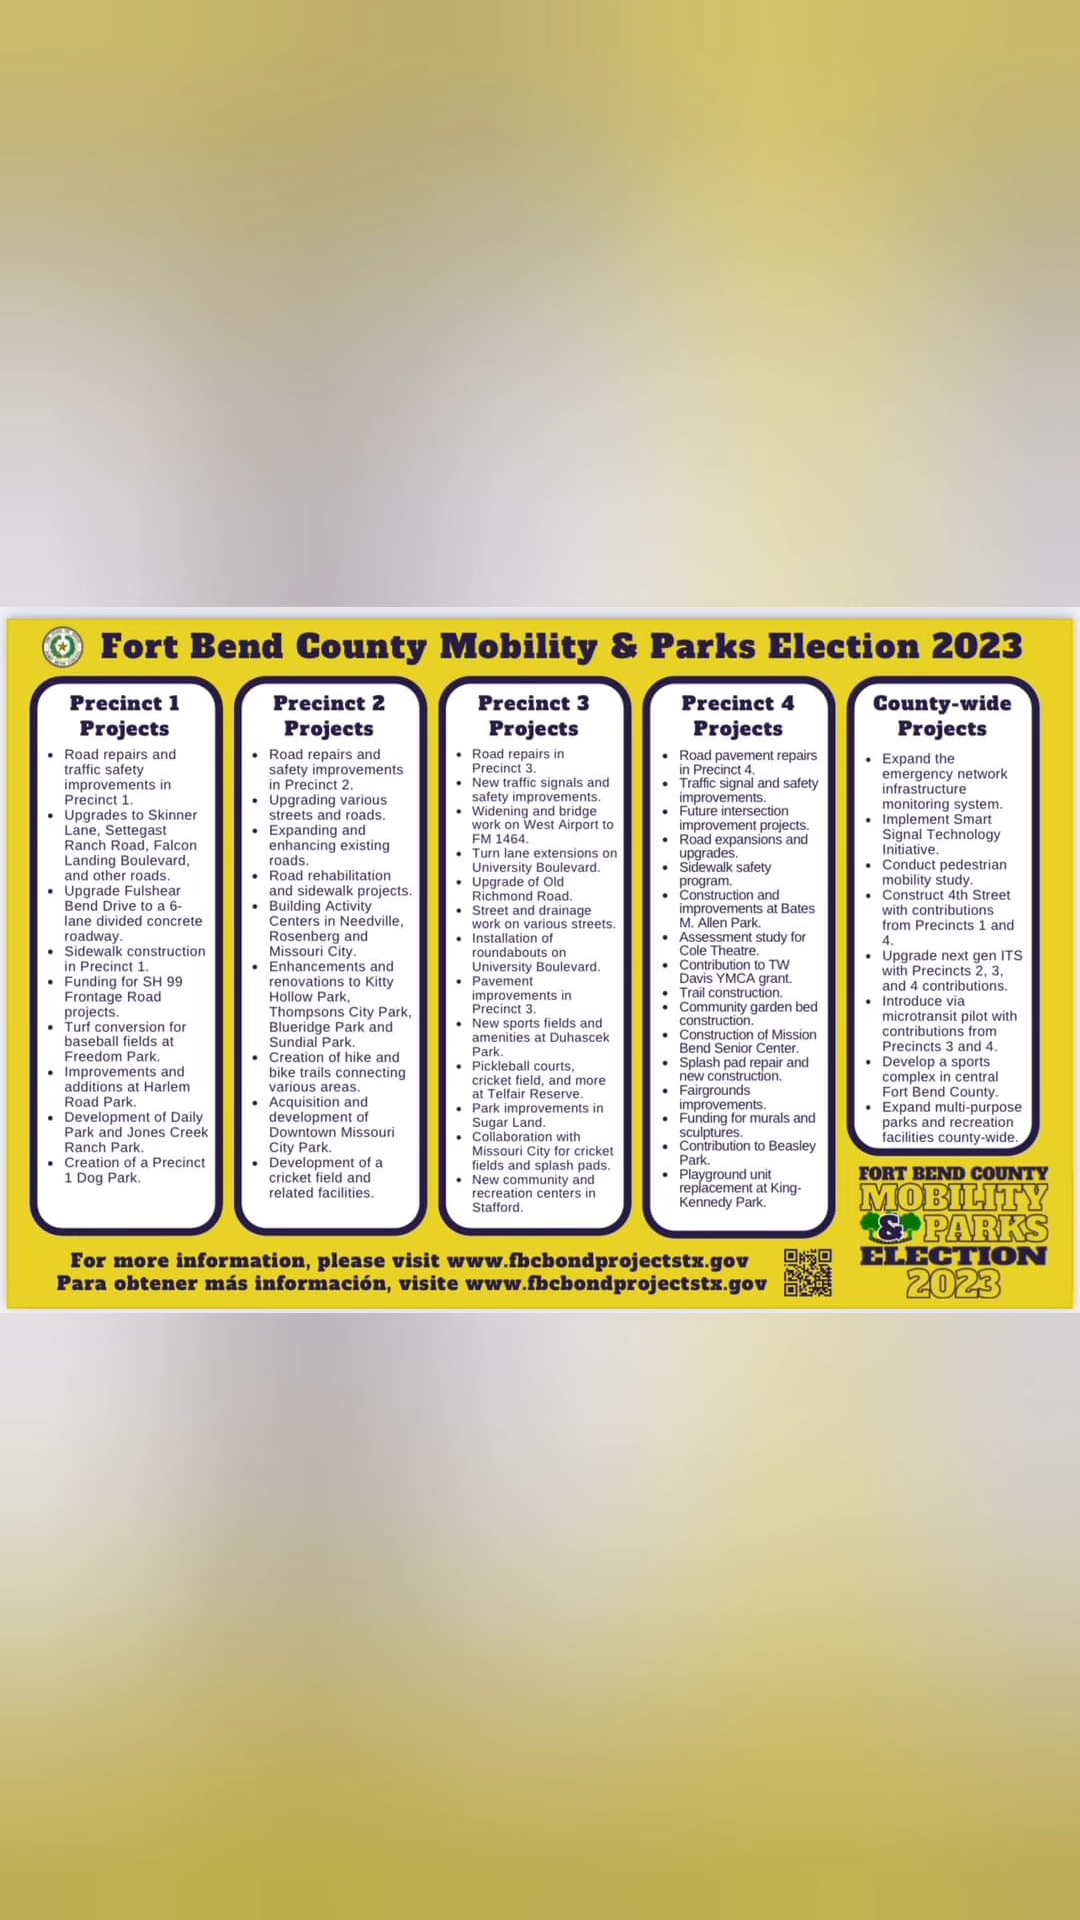 Fort Bend County Mobility & Parks Election 2023
Precinct 1
Projects
• Road repairs and
traffic safety
improvements in
Precinct 1.
• Upgrades to Skinner
Lane, Settegast
Ranch Road, Falcon
Landing Boulevard,
and other roads.
• Upgrade Fulshear
Bend Drive to a 6-
lane divided concrete
roadway.
• Sidewalk construction
in Precinct 1.
• Funding for SH 99
Frontage Road
projects.
• Turf conversion for
baseball fields at
Freedom Park.
• Improvements and
additions at Harlem
Road Park.
• Development of Daily
Park and Jones Creek
Ranch Park.
• Creation of a Precinct
1 Dog Park.
Precinct 2
Projects
• Road repairs and
safety improvements
in Precinct 2.
• Upgrading various
streets and roads.
• Expanding and
enhancing existing
roads.
• Road rehabilitation
and sidewalk projects.
• Building Activity
Centers in Needville,
Rosenberg and
Missouri City.
• Enhancements and
renovations to Kitty
Hollow Park,
Thompsons City Park,
Blueridge Park and
Sundial Park.
• Creation of hike and
bike trails connecting
various areas.
• Acquisition and
development of
Downtown Missouri
City Park.
• Development of a
cricket field and
related facilities.
Precinct 3
Projects
• Road repairs in
Precinct 3.
• New traffic signals and
safety improvements.
• Widening and bridge
work on West Airport to
FM 1464.
• Turn lane extensions on
University Boulevard.
• Upgrade of Old
Richmond Road.
• Street and drainage
work on various streets.
• Installation of
roundabouts on
University Boulevard.
• Pavement
improvements in
Precinct 3.
• New sports fields and
amenities at Duhascek
Park.
• Pickleball courts,
cricket field, and more
at Telfair Reserve.
• Park improvements in
Sugar Land.
• Collaboration with
Missouri City for cricket
fields and splash pads.
• New community and
recreation centers in
Stafford.
Precinct 4
Projects
• Road pavement repairs
in Precinct 4.
• Traffic signal and safety
improvements.
• Future intersection
improvement projects.
• Road expansions and
upgrades.
• Sidewalk safety
program.
• Construction and
improvements at Bates
M. Allen Park.
• Assessment study for
Cole Theatre.
• Contribution to TW
Davis YMCA grant.
• Trail construction.
• Community garden bed
construction.
• Construction of Mission
Bend Senior Center.
• Splash pad repair and
new construction.
• Fairgrounds
improvements.
• Funding for murals and
sculptures.
• Contribution to Beasley
Park.
• Playground unit
replacement at King-
Kennedy Park.
County-wide
Projects
• Expand the
emergency network
infrastructure
monitoring system.
• Implement Smart
Signal Technology
Initiative.
• Conduct pedestrian
mobility study.
• Construct 4th Street
with contributions
from Precincts 1 and
4.
• Upgrade next gen ITS
with Precincts 2, 3,
and 4 contributions.
• Introduce via
microtransit pilot with
contributions from
Precincts 3 and 4.
• Develop a sports
complex in central
Fort Bend County.
• Expand multi-purpose
parks and recreation
facilities county-wide.
FORT BEND COUNTY
MOBILITY
& PARKS
ELECTION
2023
For more information, please visit www.fbcbondprojectstx.gov
Para obtener más información, visite www.fbcbondprojectstx.gov